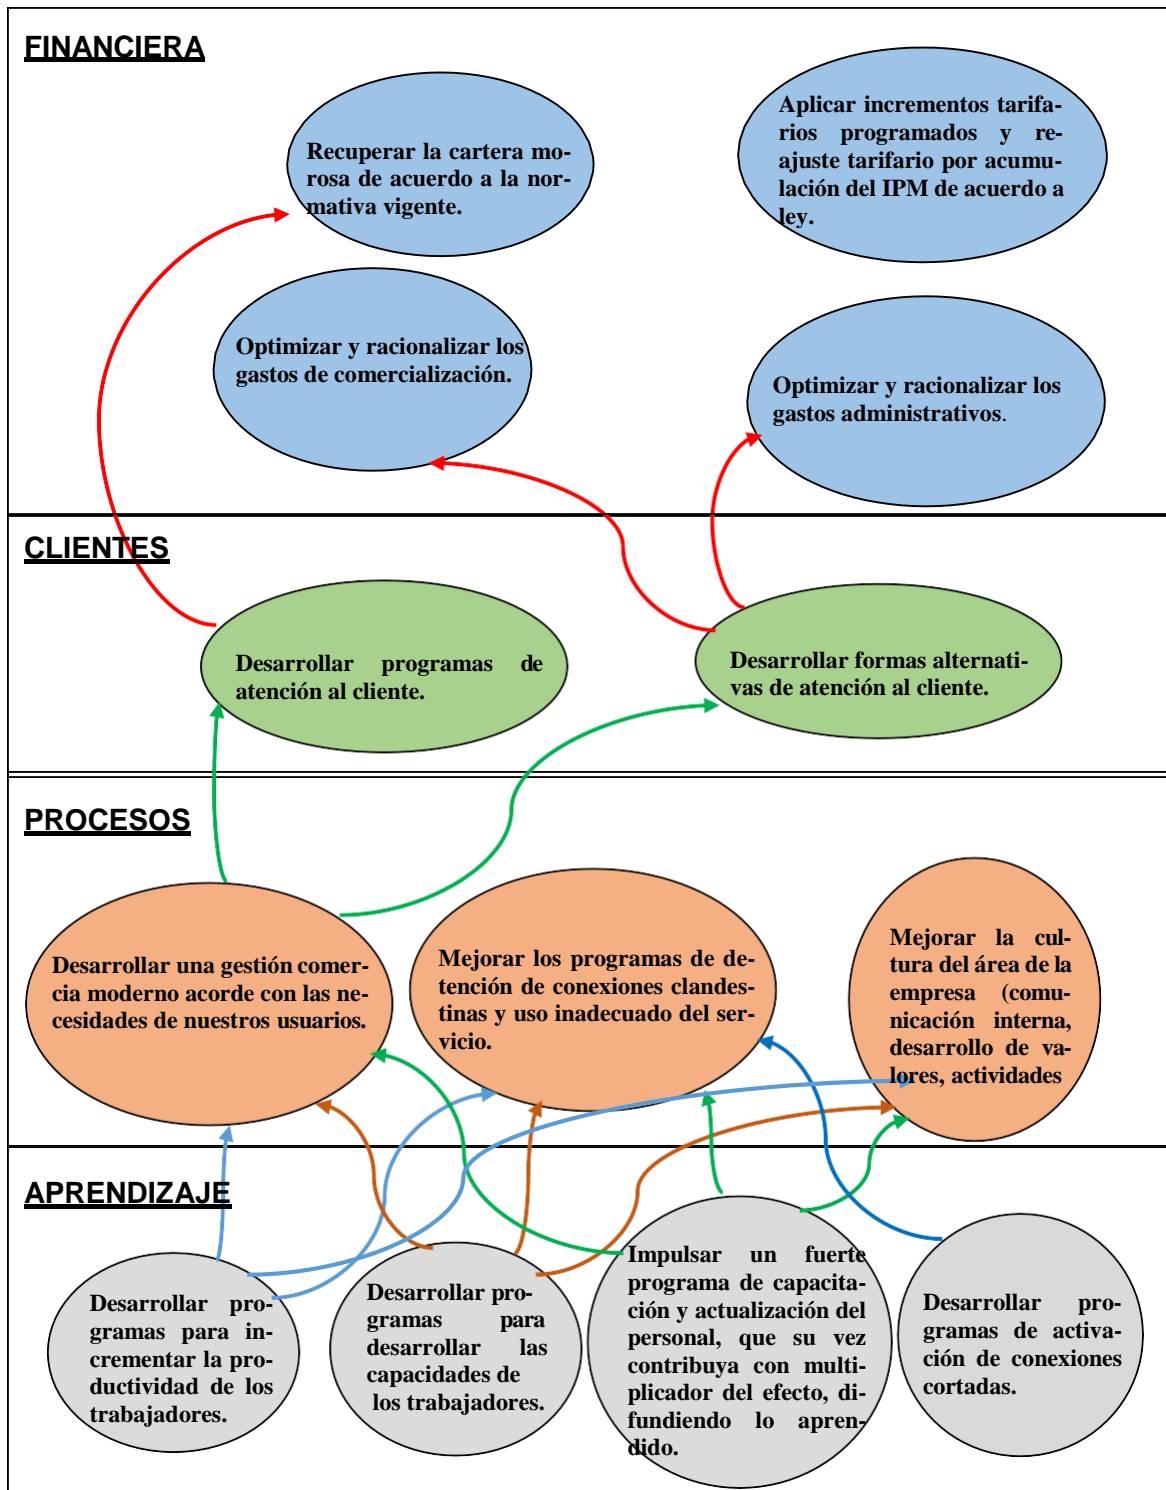 FINANCIERA
Recuperar la cartera mo-
rosa de acuerdo a la nor-
mativa vigente.
Aplicar incrementos tarifa-
rios programados y re-
ajuste tarifario por acumu-
lación del IPM de acuerdo a
ley.
Optimizar y racionalizar los
gastos de comercialización.
Optimizar y racionalizar los
gastos administrativos.
CLIENTES
Desarrollar programas de
atención al cliente.
Desarrollar formas alternati-
vas de atención al cliente.
PROCESOS
Desarrollar una gestión comer-
cia moderno acorde con las ne-
cesidades de nuestros usuarios.
Mejorar los programas de de-
tención de conexiones clandes-
tinas y uso inadecuado del ser-
vicio.
Mejorar la cul-
tura del área de la
empresa (comu-
nicación interna,
desarrollo de va-
lores, actividades
APRENDIZAJE
Desarrollar pro-
gramas para in-
crementar la pro-
ductividad de los
trabajadores.
Desarrollar pro-
gramas para
desarrollar las
capacidades de
los trabajadores.
Impulsar un fuerte
programa de capacita-
ción y actualización del
personal, que su vez
contribuya con multi-
plicador del efecto, di-
fundiendo lo apren-
dido.
Desarrollar pro-
gramas de activa-
ción de conexiones
cortadas.